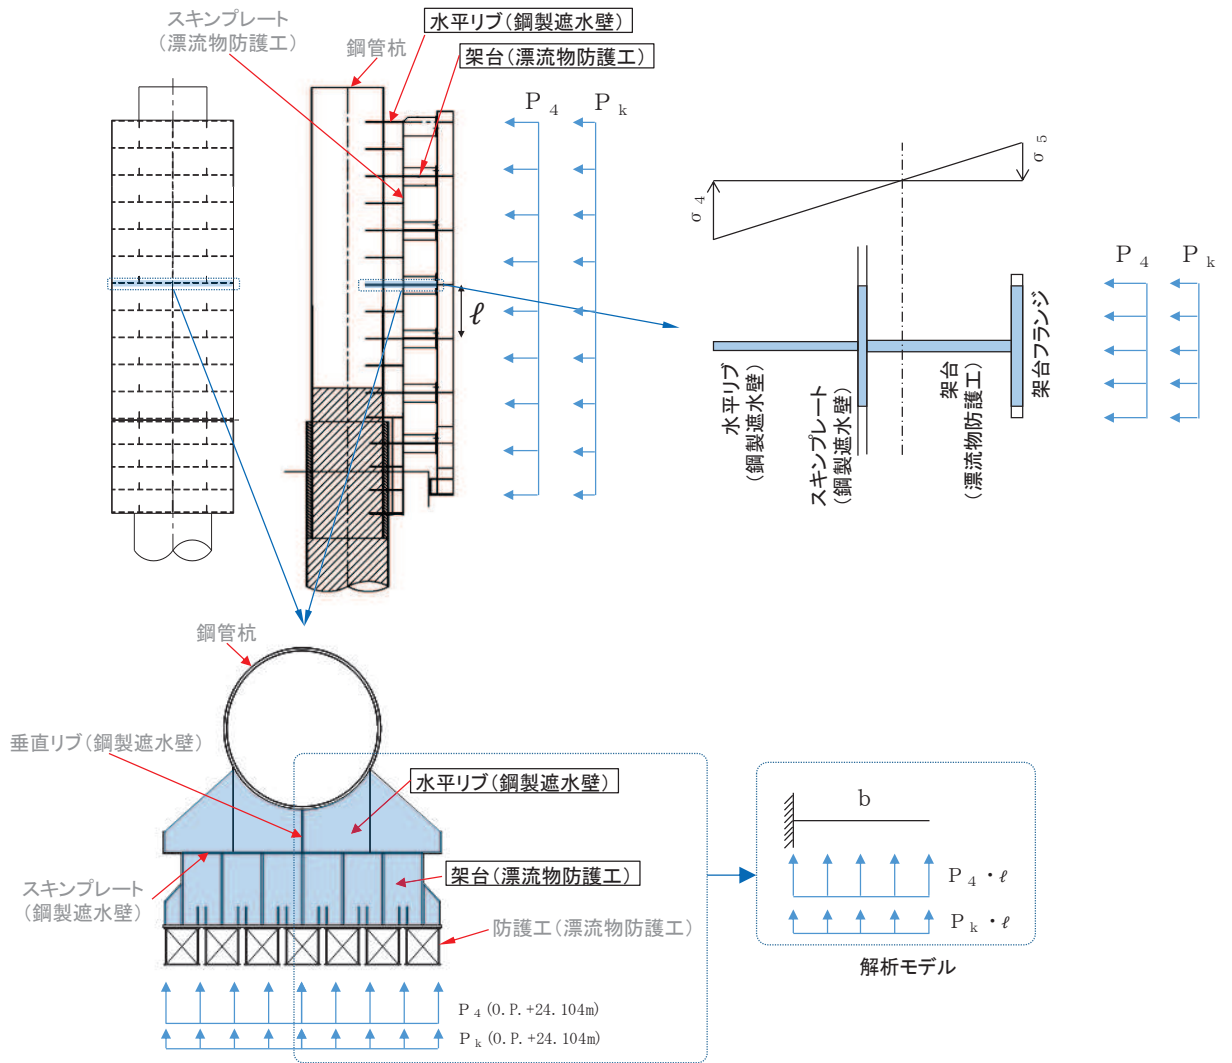 スキンプレート
（漂流物防護工）
水平リブ（鋼製遮水壁）
鋼管杭
架台（漂流物防護工）
P4
Pk
ℓ
σ4
σ5
P4
Pk
水平リブ
（鋼製遮水壁）
スキンプレート
（鋼製遮水壁）
架台
（漂流物防護工）
架台フランジ
鋼管杭
垂直リブ（鋼製遮水壁）
水平リブ（鋼製遮水壁）
スキンプレート
（鋼製遮水壁）
架台（漂流物防護工）
防護工（漂流物防護工）
P4 (O.P.+24.104m)
Pk (O.P.+24.104m)
b
P4・ℓ
Pk・ℓ
解析モデル